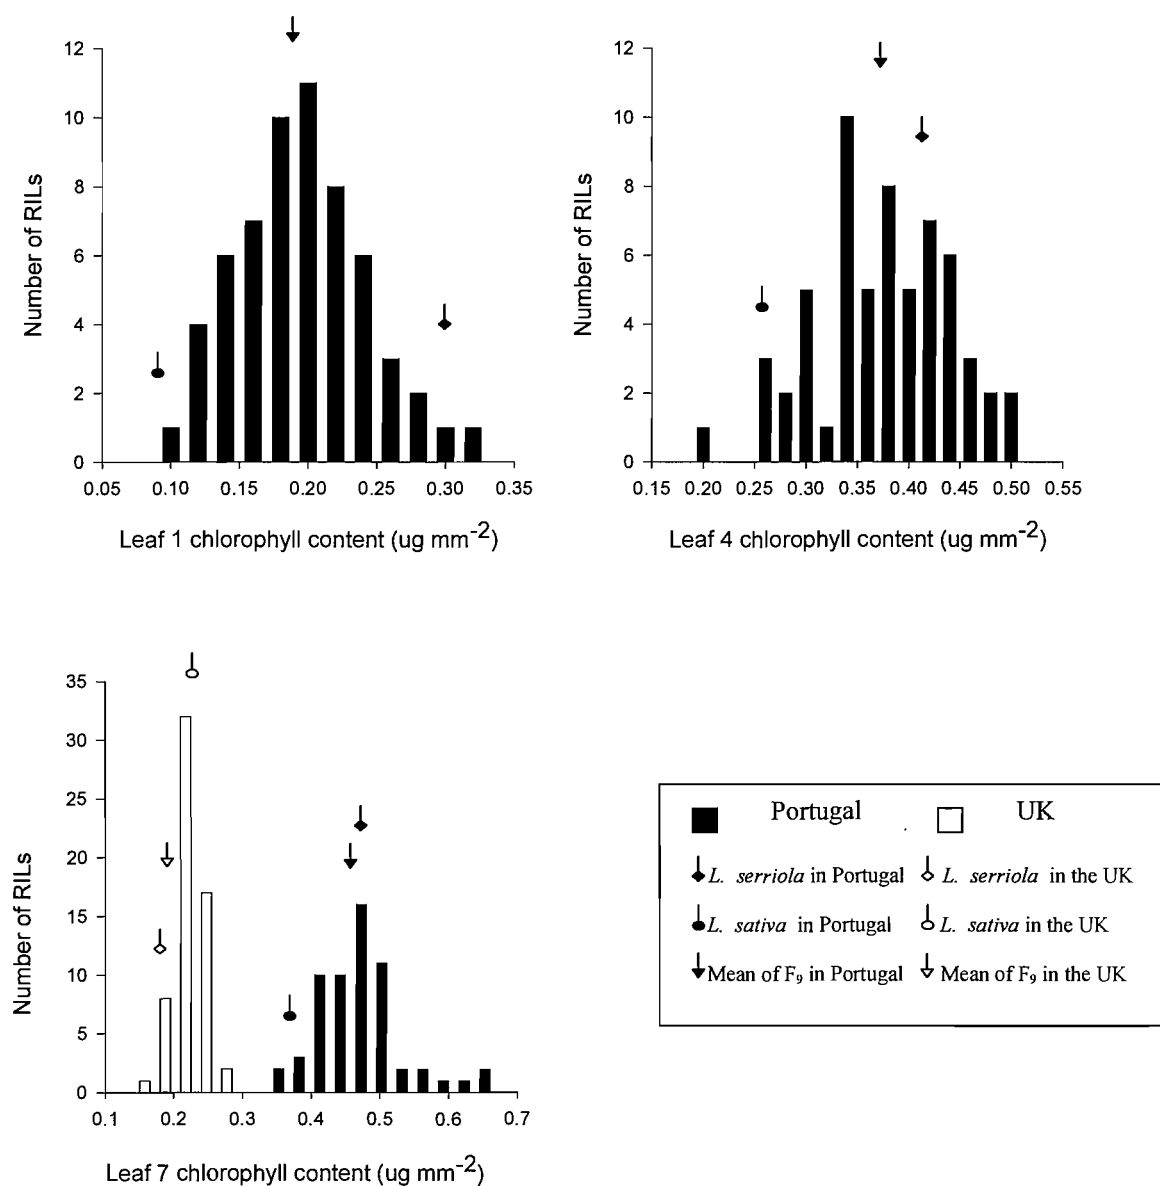 12
10
8
6
4
2
0
Number of RILs
0.05 0.10 0.15 0.20 0.25 0.30 0.35
Leaf 1 chlorophyll content (ug mm-2)
12
10
8
6
4
2
0
Number of RILs
0.15 0.20 0.25 0.30 0.35 0.40 0.45 0.50 0.55
Leaf 4 chlorophyll content (ug mm-2)
35
30
25
20
15
10
5
0
Number of RILs
0.1 0.2 0.3 0.4 0.5 0.6 0.7
Leaf 7 chlorophyll content (ug mm-2)
Portugal UK
L. serriola in Portugal L. serriola in the UK
L. sativa in Portugal L. sativa in the UK
Mean of F9 in Portugal Mean of F9 in the UK